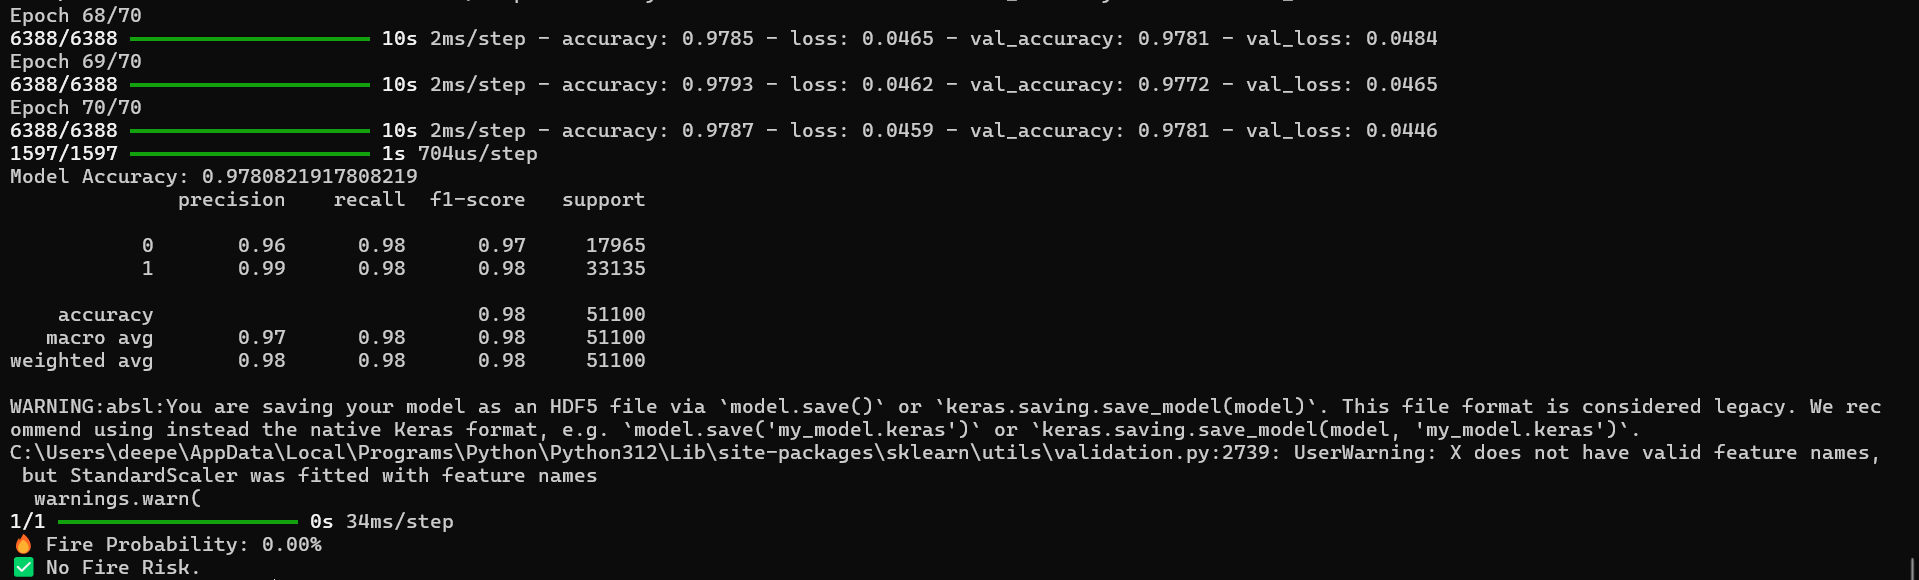 Epoch 68/70
6388/6388 10s 2ms/step - accuracy: 0.9785 - loss: 0.0465 - val_accuracy: 0.9781 - val_loss: 0.0484
Epoch 69/70
6388/6388 10s 2ms/step - accuracy: 0.9793 - loss: 0.0462 - val_accuracy: 0.9772 - val_loss: 0.0465
Epoch 70/70
6388/6388 10s 2ms/step - accuracy: 0.9787 - loss: 0.0459 - val_accuracy: 0.9781 - val_loss: 0.0446
1597/1597 1s 704us/step
Model Accuracy: 0.9780821917808219
precision recall f1-score support
0 0.96 0.98 0.97 17965
1 0.99 0.98 0.98 33135
accuracy 0.98 51100
macro avg 0.97 0.98 0.98 51100
weighted avg 0.98 0.98 0.98 51100
WARNING:absl:You are saving your model as an HDF5 file via `model.save()` or `keras.saving.save_model(model)`. This file format is considered legacy. We rec
ommend using instead the native Keras format, e.g. `model.save('my_model.keras')` or `keras.saving.save_model(model, 'my_model.keras')`.
C:\Users\deepe\AppData\Local\Programs\Python\Python312\Lib\site-packages\sklearn\utils\validation.py:2739: UserWarning: X does not have valid feature names,
but StandardScaler was fitted with feature names
warnings.warn(
1/1 0s 34ms/step
🔥 Fire Probability: 0.00%
✅ No Fire Risk.